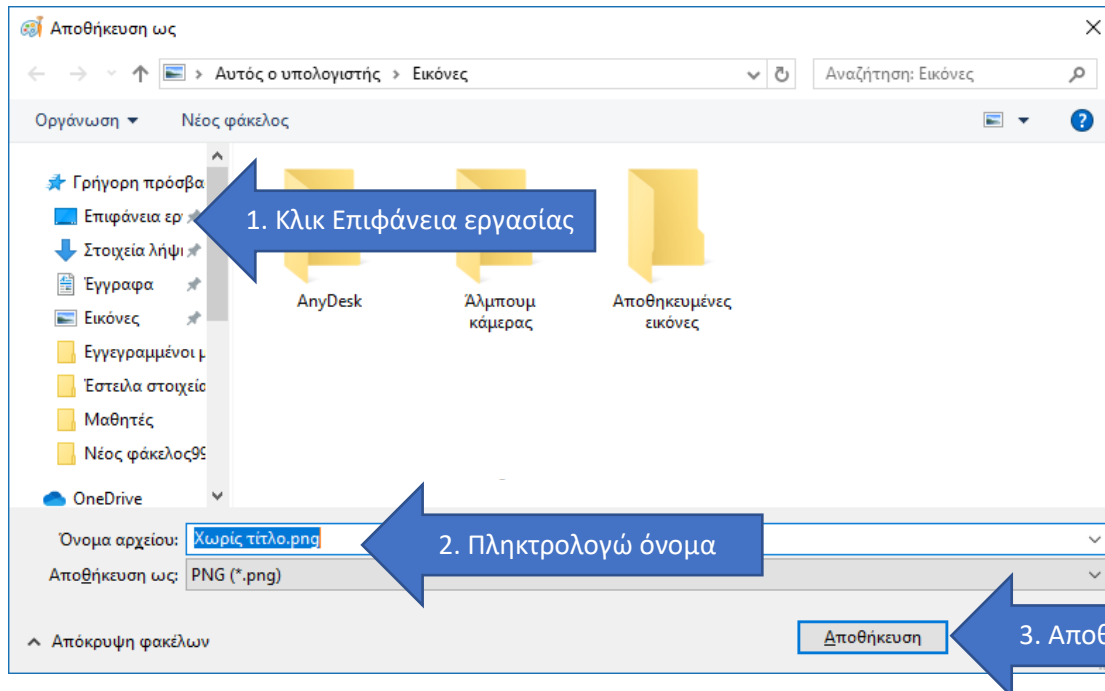 Αποθήκευση ως
Αυτός ο υπολογιστής > Εικόνες
Αναζήτηση: Εικόνες
Οργάνωση
Νέος φάκελος
Γρήγορη πρόσβα
Επιφάνεια ερ
1. Κλικ Επιφάνεια εργασίας
Στοιχεία λήψι
Έγγραφα
Εικόνες
Εγγεγραμμένοι μ
Έστειλα στοιχεία
Μαθητές
Νέος φάκελος99
OneDrive
AnyDesk
Άλμπουμ
κάμερας
Αποθηκευμένες
εικόνες
Όνομα αρχείου: Χωρίς τίτλο.png
2. Πληκτρολογώ όνομα
Αποθήκευση ως: PNG (*.png)
Απόκρυψη φακέλων
Αποθήκευση
3. Αποθ